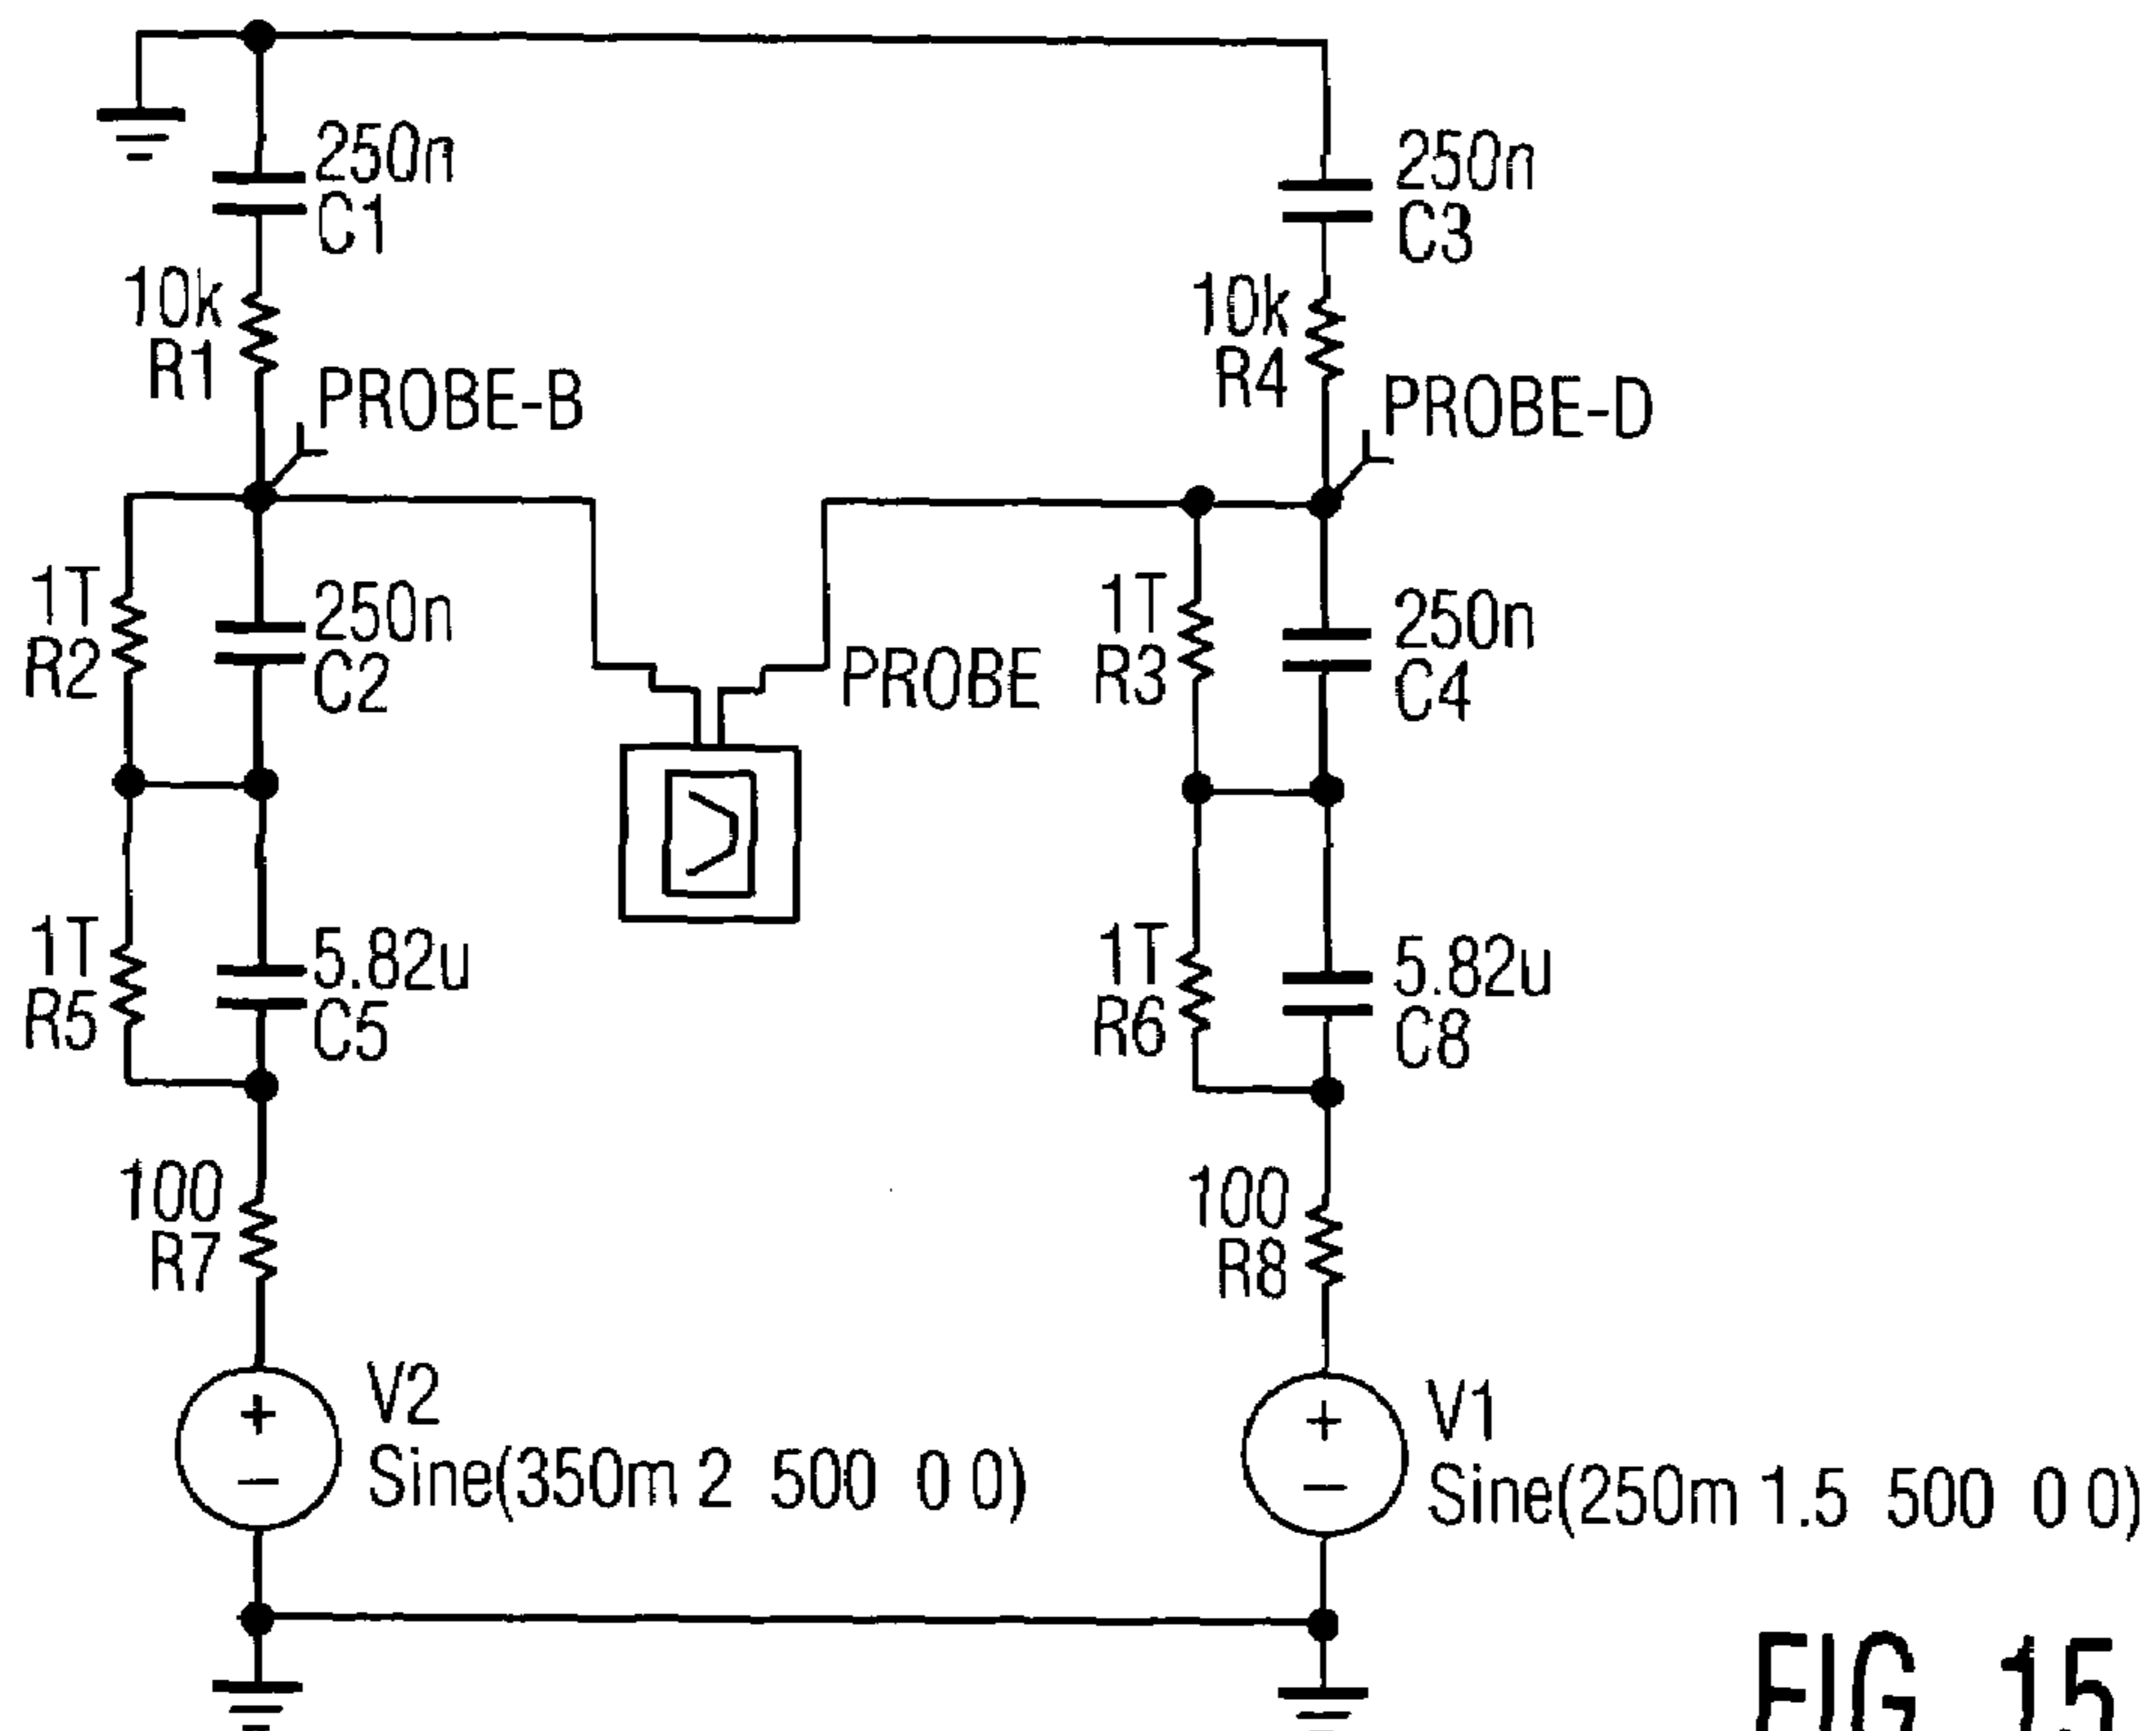 250n
C1
250n
C3
10k
R1
10k
R4
PROBE-B
PROBE-D
1T
R2
250n
C2
PROBE
1T
R3
250n
C4
1T
R5
5.82u
C5
1T
R6
5.82u
C8
100
R7
100
R8
+
−
V2
Sine(350m 2 500 0 0)
+
−
V1
Sine(250m 1.5 500 0 0)
FIG 15